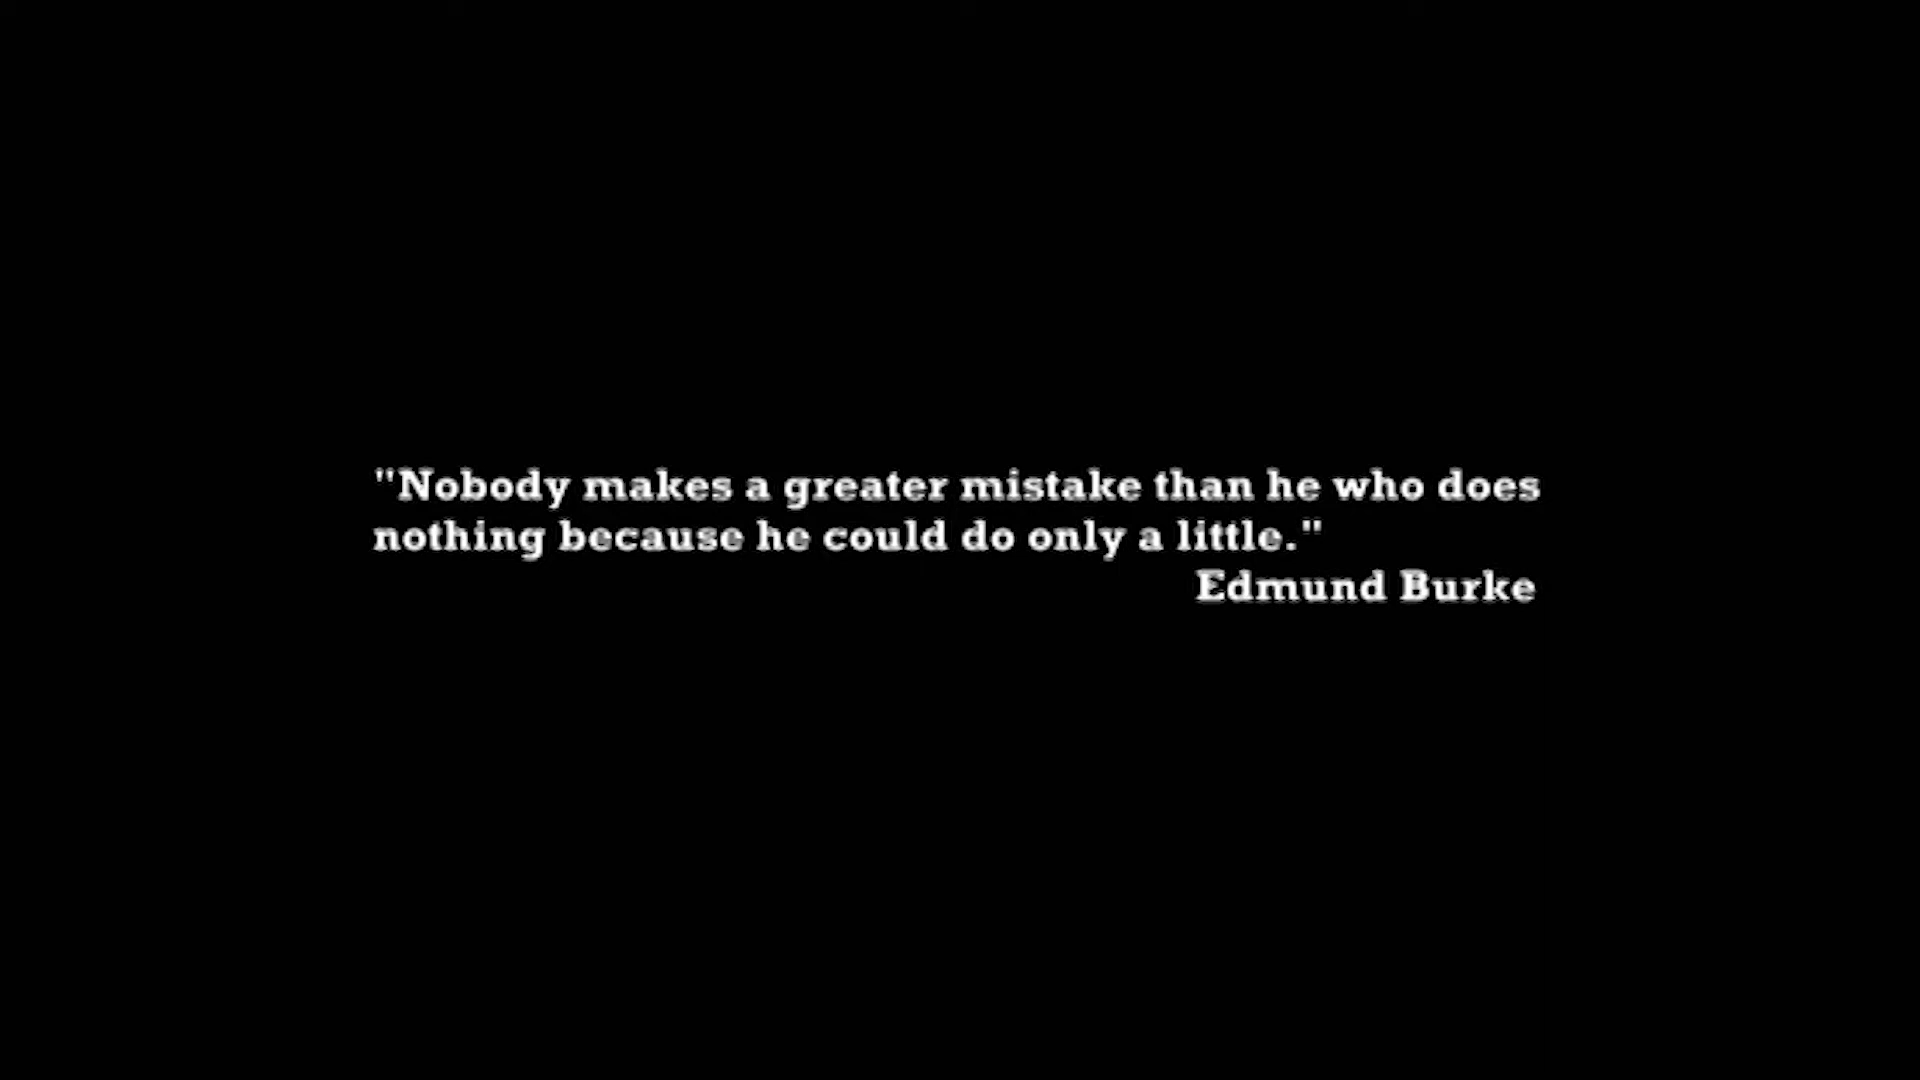 "Nobody makes a greater mistake than he who does
nothing because he could do only a little."
Edmund Burke